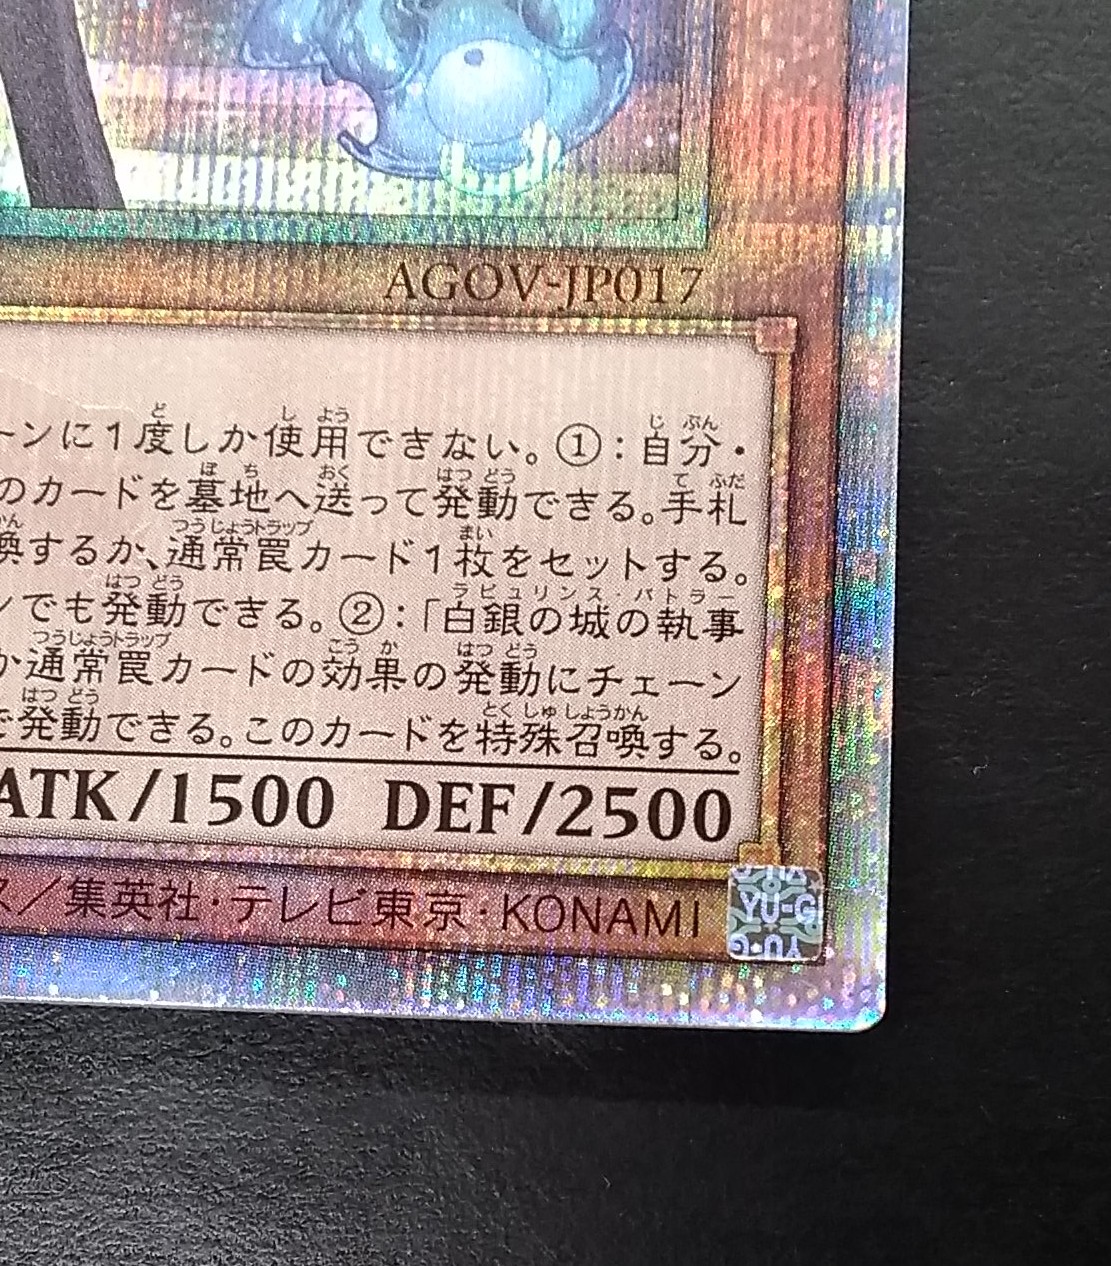 AGOV-JP017
ーンに1度しか使用できない。①:自分・
のカードを墓地へ送って発動できる。手札
喚するか、通常罠カード1枚をセットする。
ンでも発動できる。②:「白銀の城の執事
か通常罠カードの効果の発動にチェーン
で発動できる。このカードを特殊召喚する。
ATK/1500 DEF/2500
ス/集英社・テレビ東京・KONAMI
YU-G